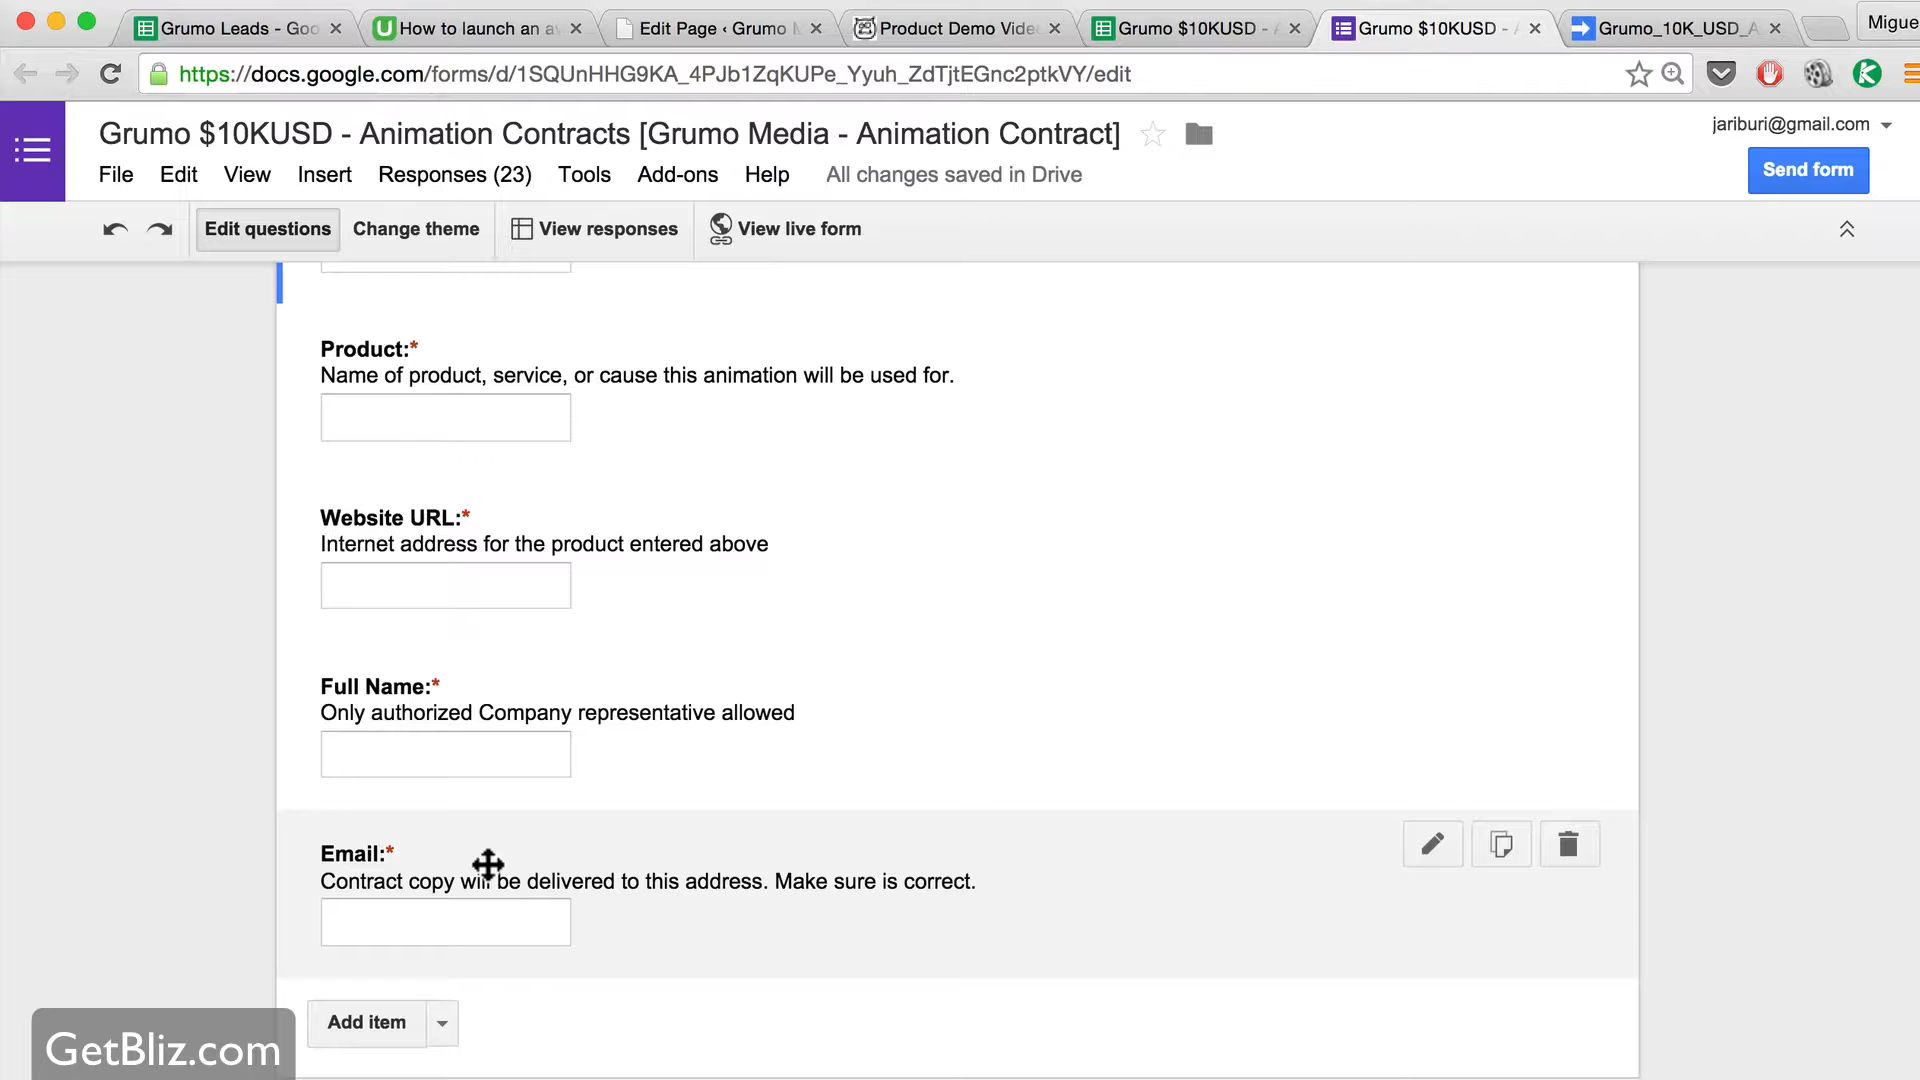 Grumo Leads - Goo
How to launch an a
Edit Page ‹ Grumo
Product Demo Vide
Grumo $10KUSD - A
Grumo $10KUSD - A
Grumo_10K_USD_A
Migue
https://docs.google.com/forms/d/1SQUnHHG9KA_4PJb1ZqKUPe_Yyuh_ZdTjtEGnc2ptkVY/edit
Grumo $10KUSD - Animation Contracts [Grumo Media - Animation Contract]
jariburi@gmail.com
File Edit View Insert Responses (23) Tools Add-ons Help All changes saved in Drive
Send form
Edit questions Change theme View responses View live form
Product:*
Name of product, service, or cause this animation will be used for.
Website URL:*
Internet address for the product entered above
Full Name:*
Only authorized Company representative allowed
Email:*
Contract copy will be delivered to this address. Make sure is correct.
Add item
GetBliz.com